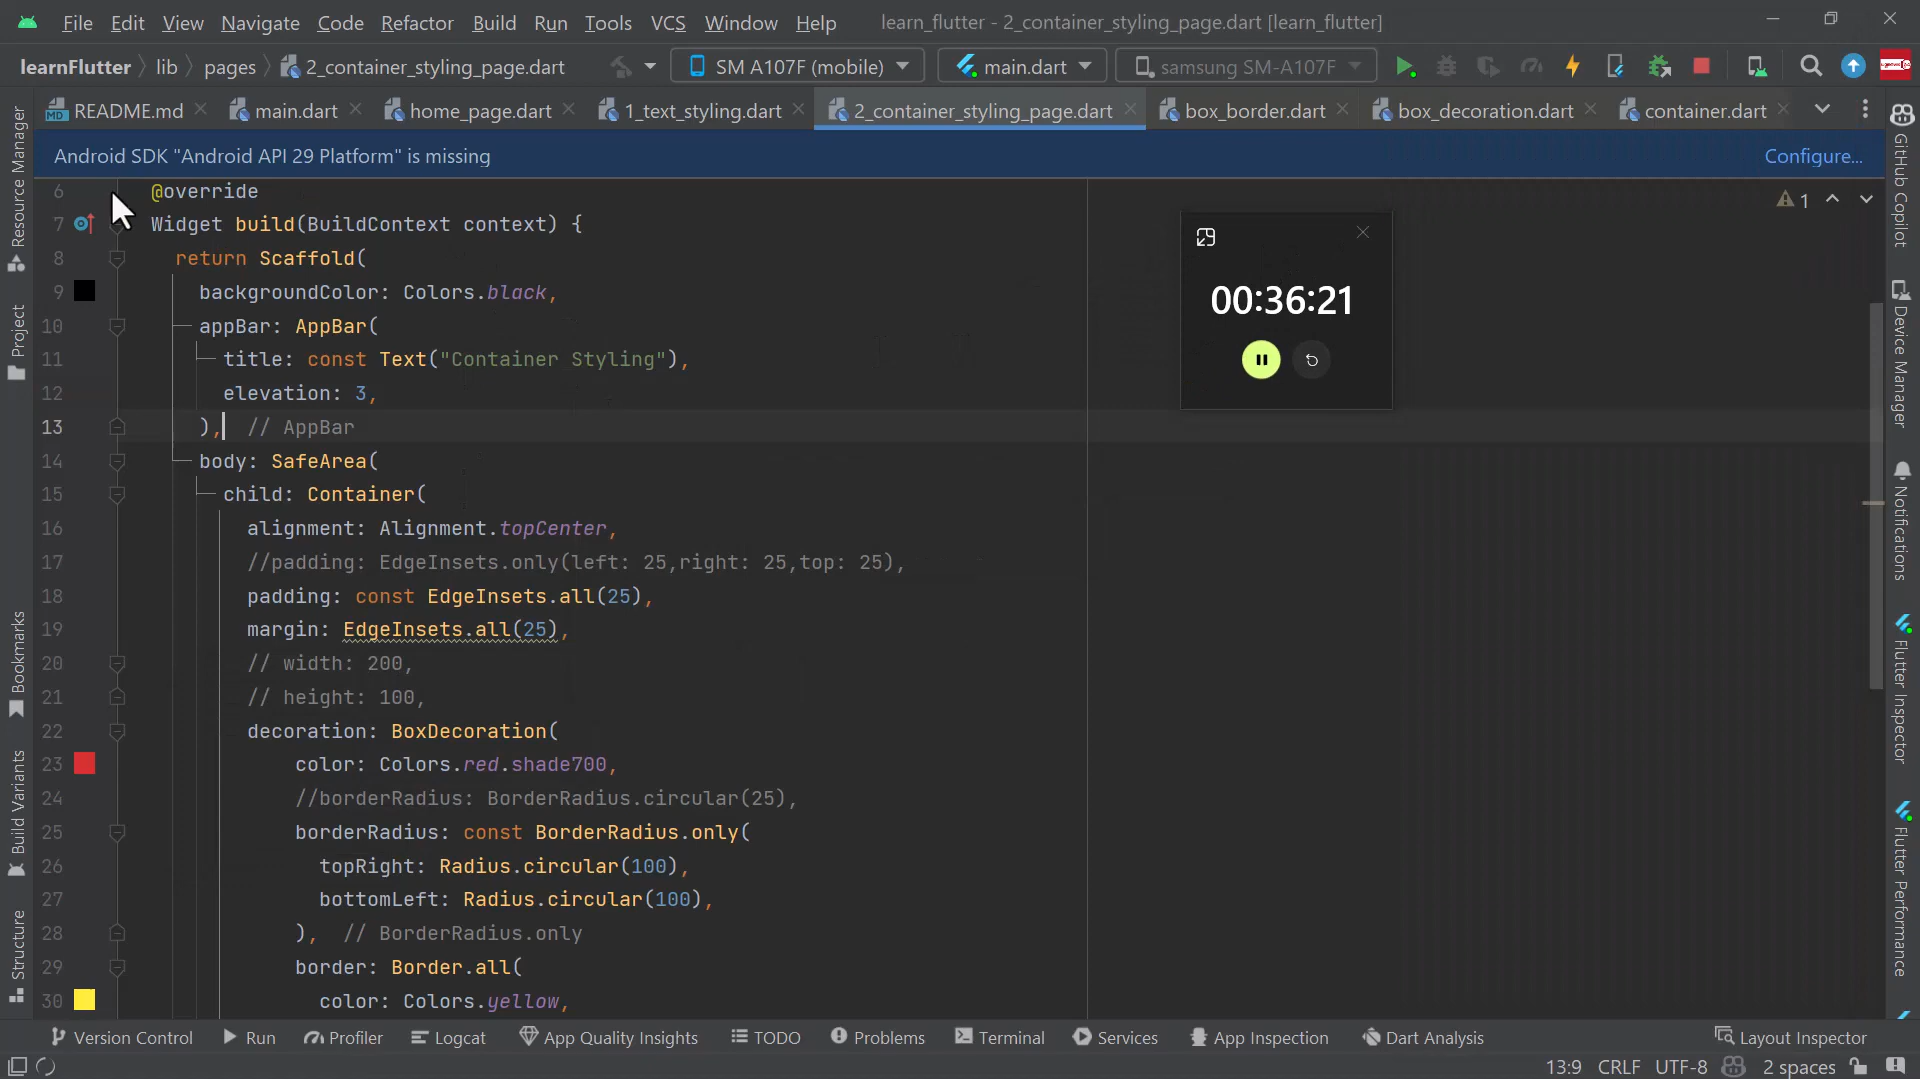 File Edit View Navigate Code Refactor Build Run Tools VCS Window Help learn_flutter - 2_container_styling_page.dart [learn_flutter]
learnFlutter lib pages 2_container_styling_page.dart SM A107F (mobile) main.dart samsung SM-A107F
README.md main.dart home_page.dart 1_text_styling.dart 2_container_styling_page.dart box_border.dart box_decoration.dart container.dart
Android SDK "Android API 29 Platform" is missing Configure...
6 @override
7 Widget build(BuildContext context) {
8 return Scaffold(
9 backgroundColor: Colors.black,
10 appBar: AppBar(
11 title: const Text("Container Styling"),
12 elevation: 3,
13 ), // AppBar
14 body: SafeArea(
15 child: Container(
16 alignment: Alignment.topCenter,
17 //padding: EdgeInsets.only(left: 25,right: 25,top: 25),
18 padding: const EdgeInsets.all(25),
19 margin: EdgeInsets.all(25),
20 // width: 200,
21 // height: 100,
22 decoration: BoxDecoration(
23 color: Colors.red.shade700,
24 //borderRadius: BorderRadius.circular(25),
25 borderRadius: const BorderRadius.only(
26 topRight: Radius.circular(100),
27 bottomLeft: Radius.circular(100),
28 ), // BorderRadius.only
29 border: Border.all(
30 color: Colors.yellow,
1
00:36:21
Resource Manager
Project
Bookmarks
Build Variants
Structure
GitHub Copilot
Device Manager
Notifications
Flutter Inspector
Flutter Performance
Version Control Run Profiler Logcat App Quality Insights TODO Problems Terminal Services App Inspection Dart Analysis Layout Inspector
13:9 CRLF UTF-8 2 spaces